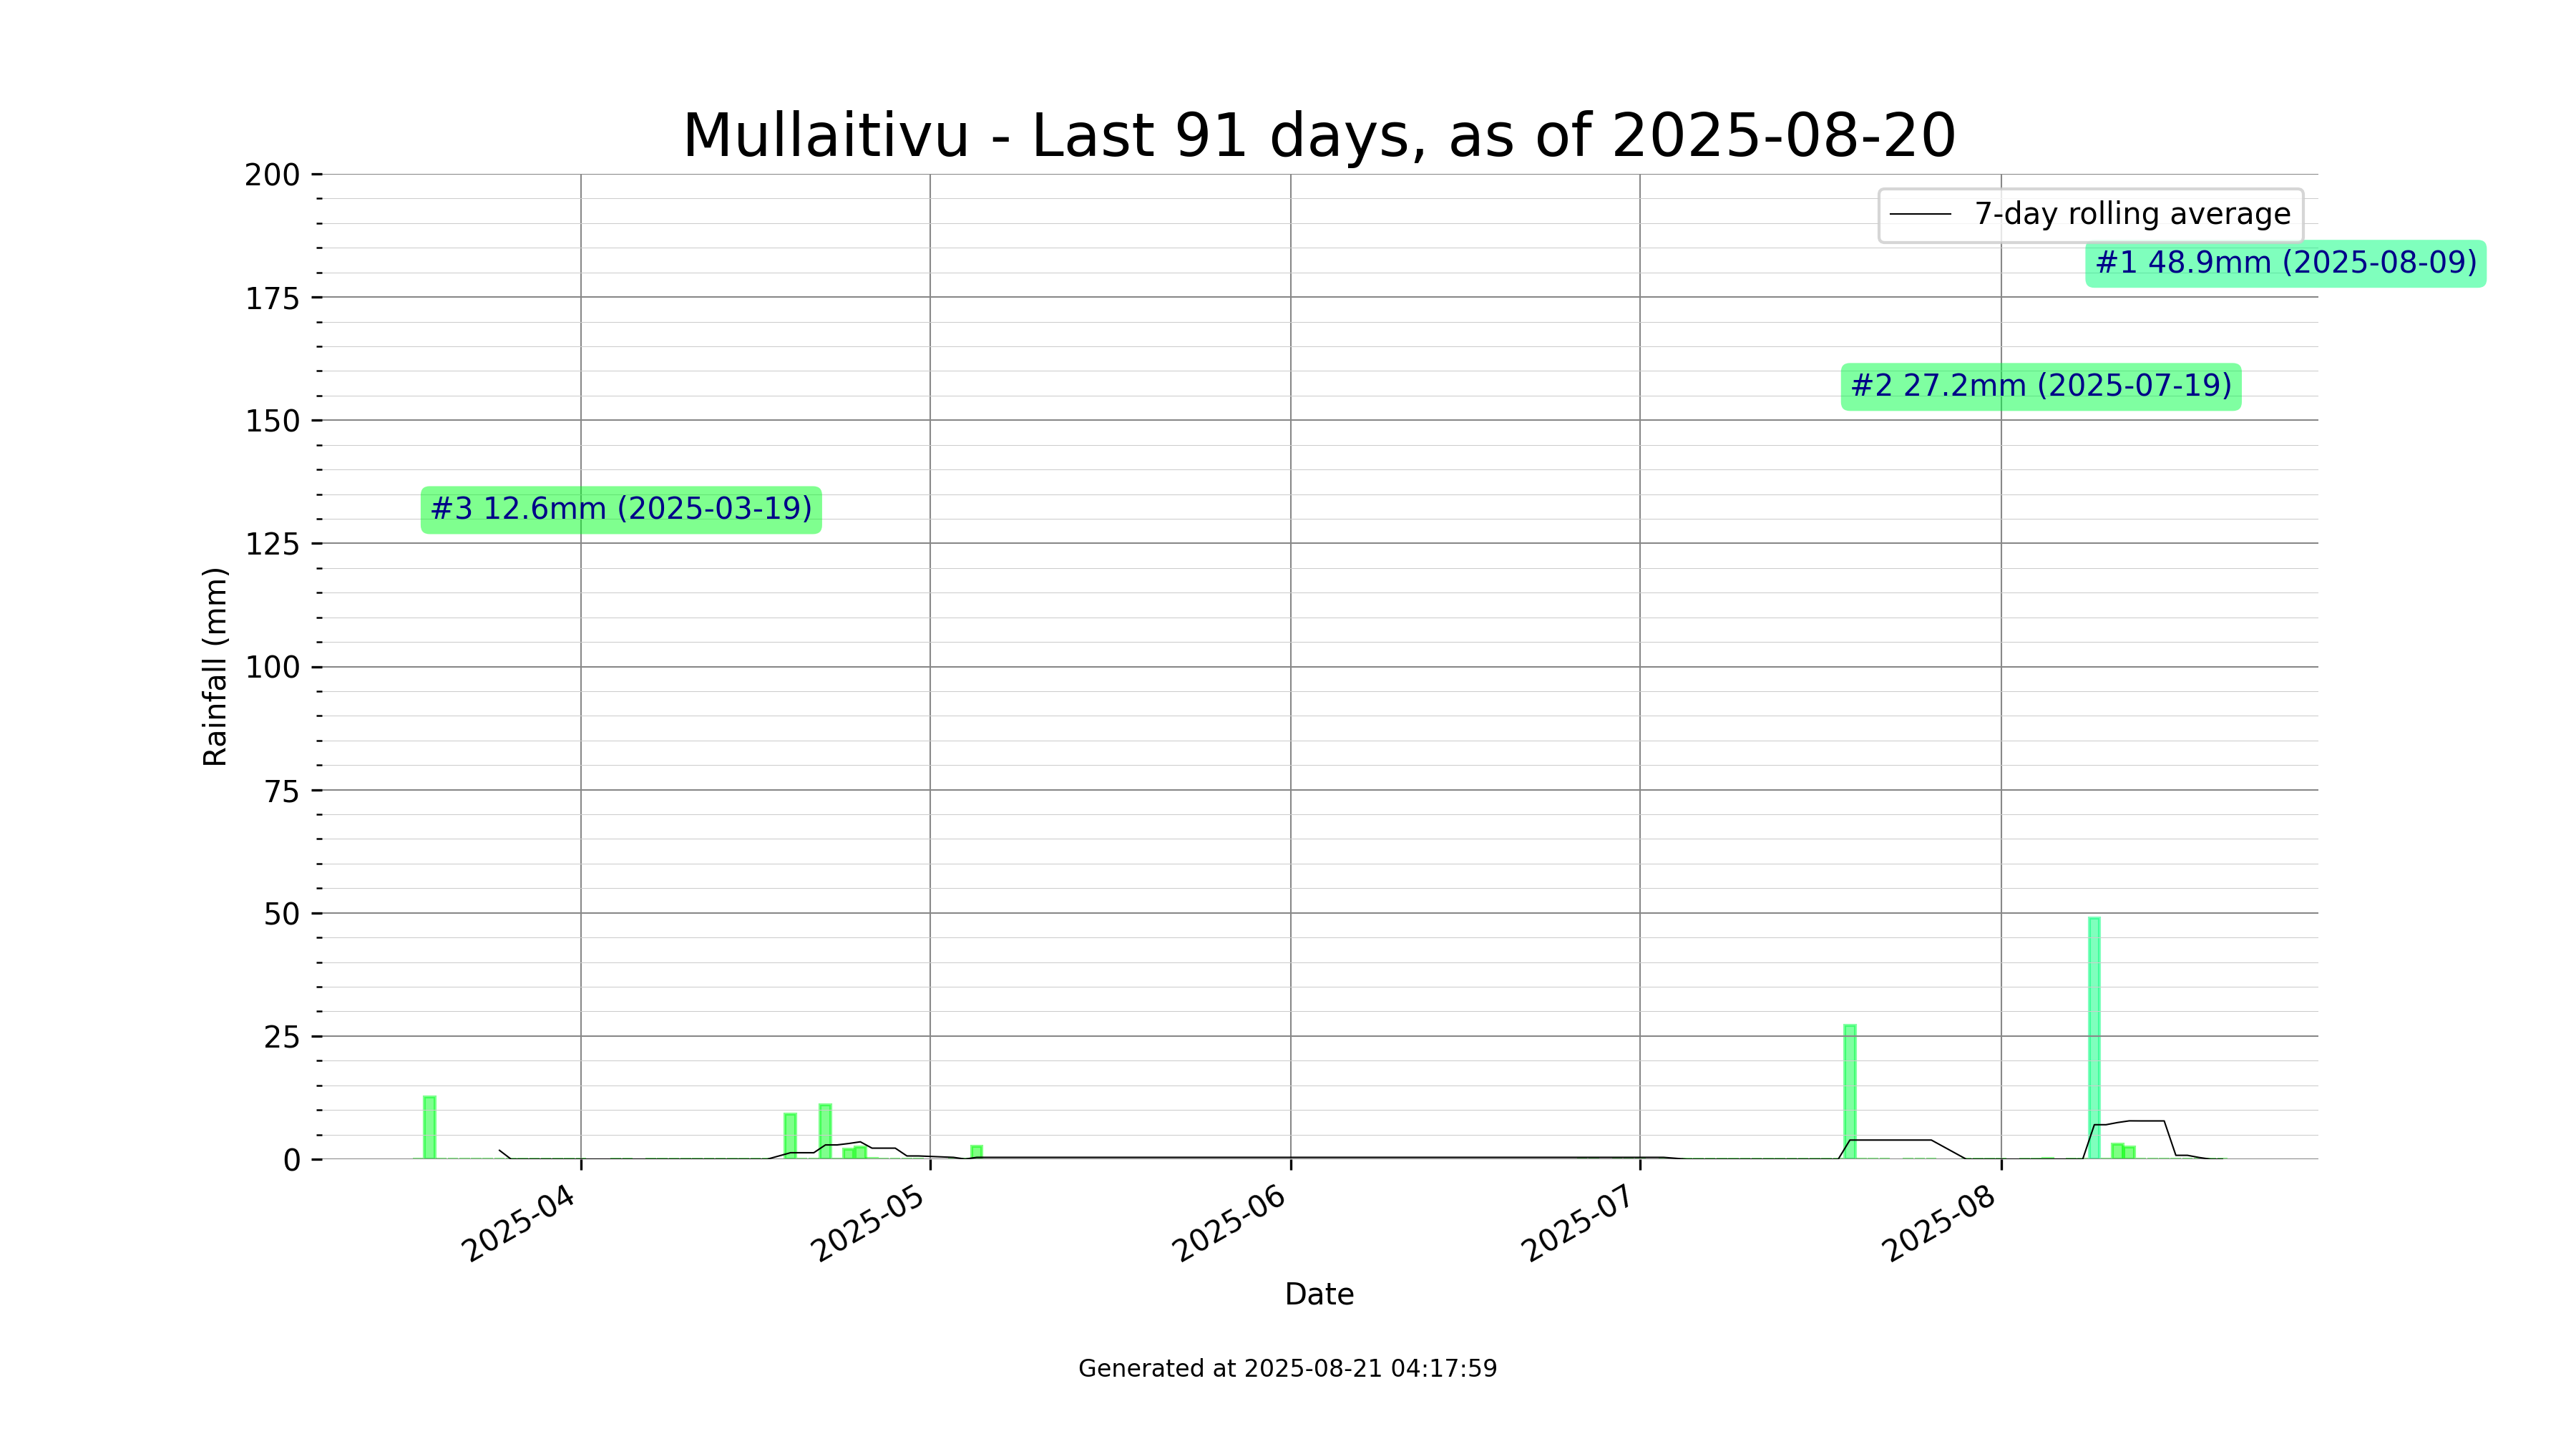 Mullaitivu - Last 91 days, as of 2025-08-20
200
175
150
125
100
75
50
25
0
Rainfall (mm)
7-day rolling average
#1 48.9mm (2025-08-09)
#2 27.2mm (2025-07-19)
#3 12.6mm (2025-03-19)
2025-04
2025-05
2025-06
2025-07
2025-08
Date
Generated at 2025-08-21 04:17:59